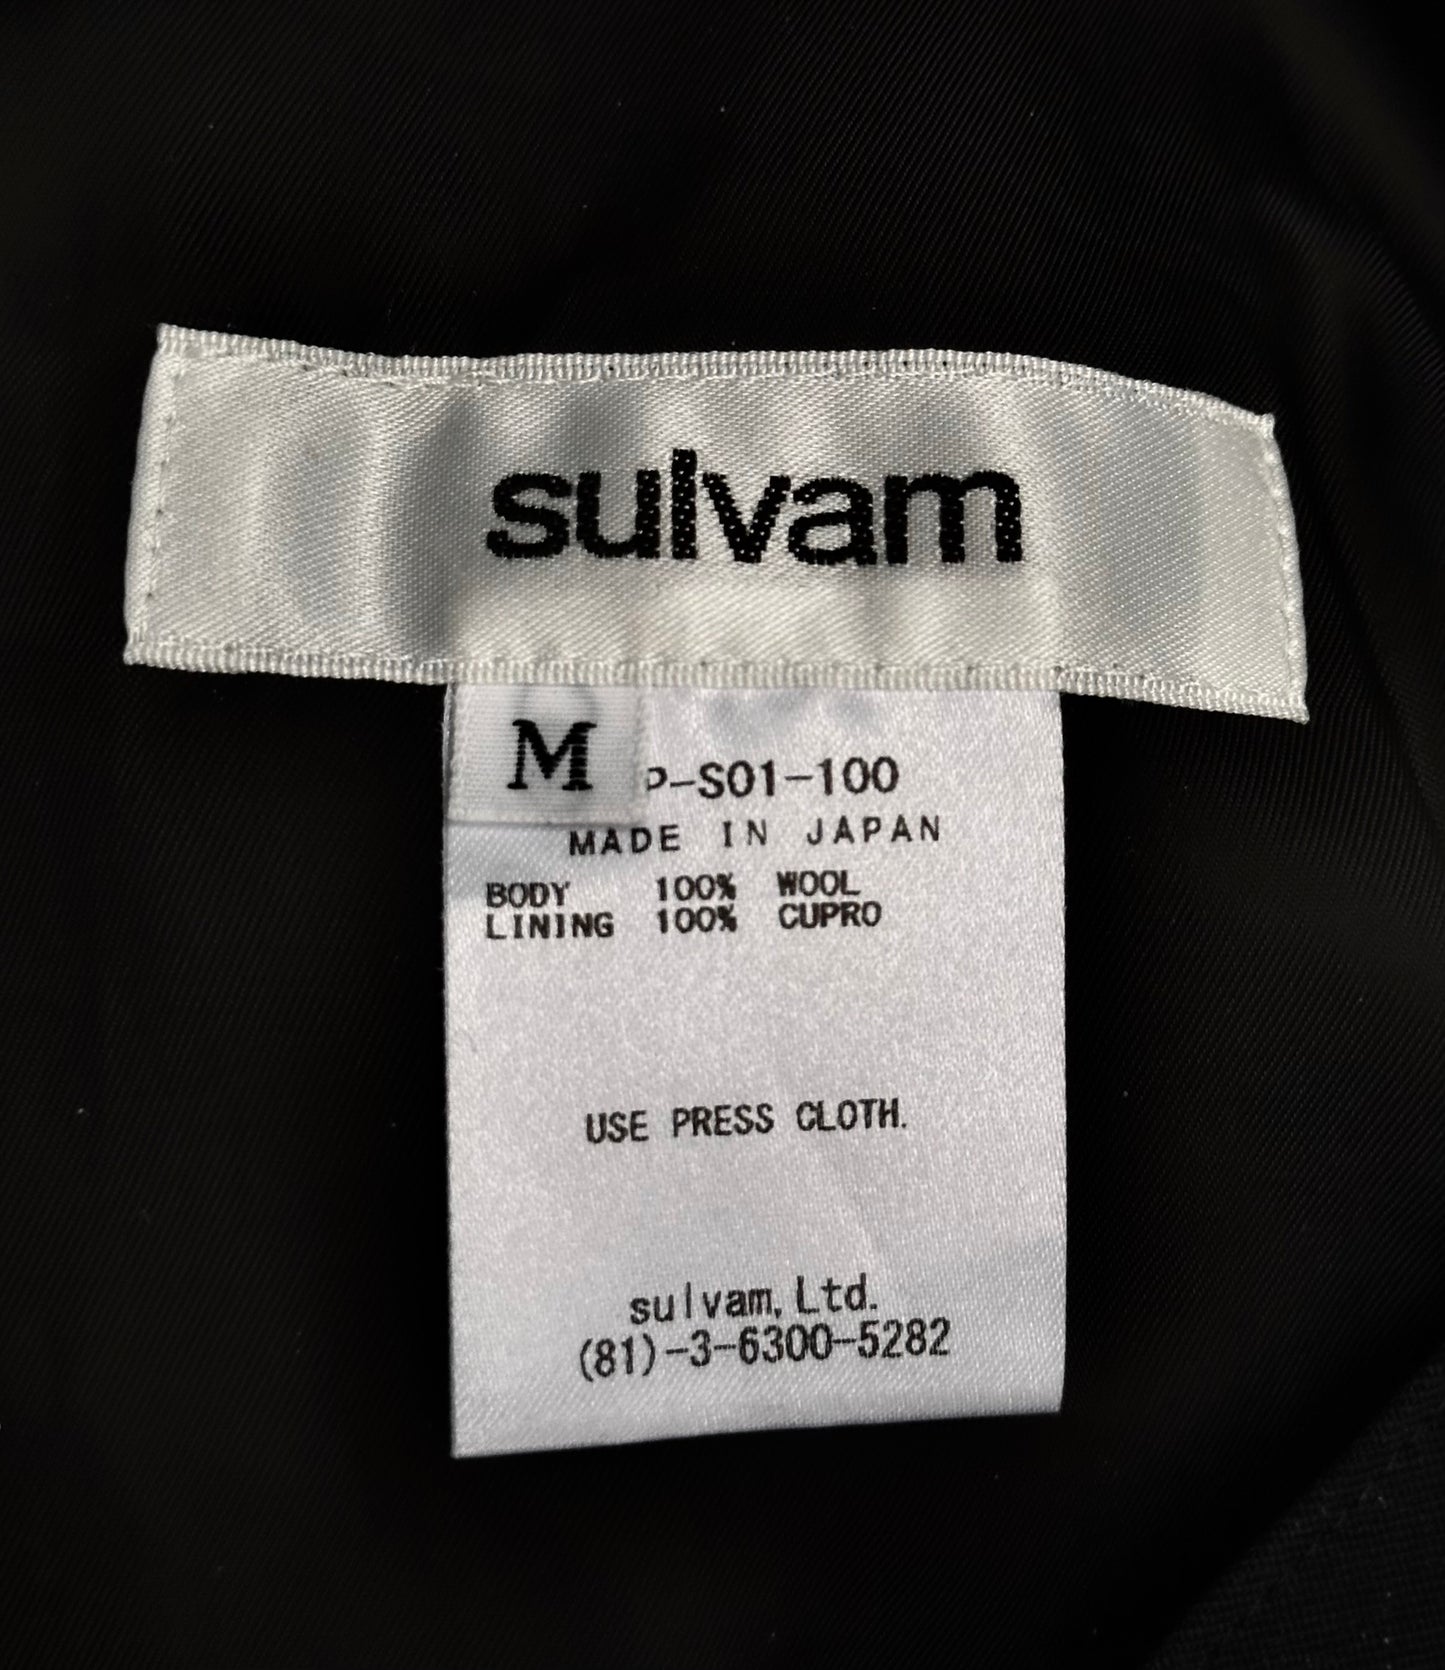 sulvam
M
P-S01-100
MADE IN JAPAN
BODY 100% WOOL
LINING 100% CUPRO
USE PRESS CLOTH.
sulvam, Ltd.
(81)-3-6300-5282